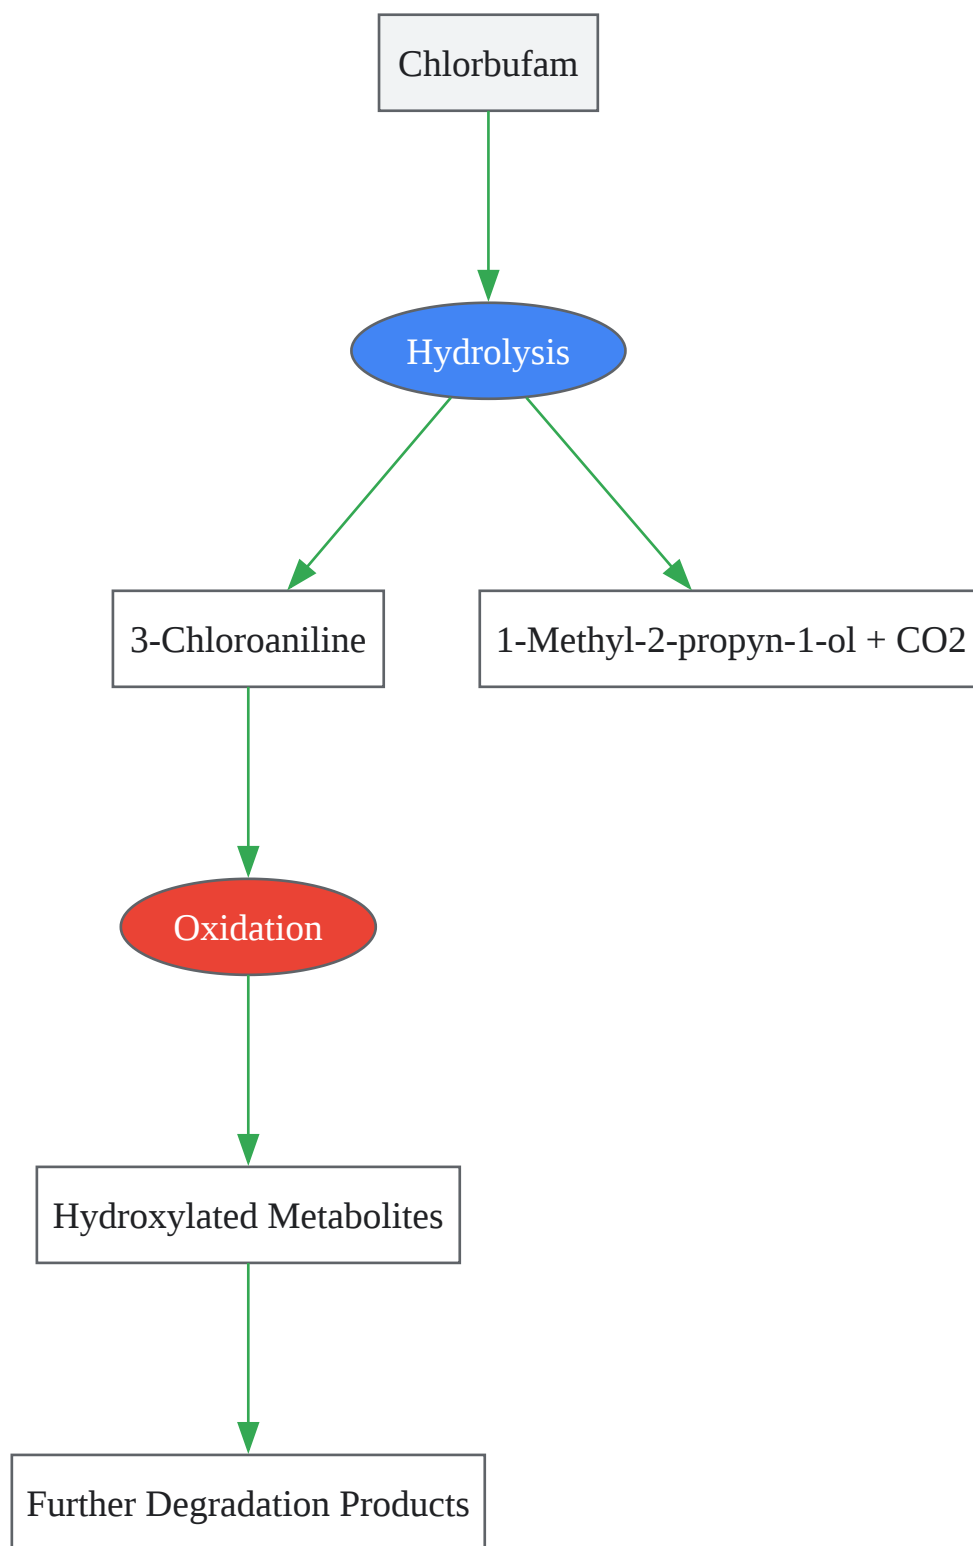 Chlorbufam
Hydrolysis
3-Chloroaniline
1-Methyl-2-propyn-1-ol + CO2
Oxidation
Hydroxylated Metabolites
Further Degradation Products